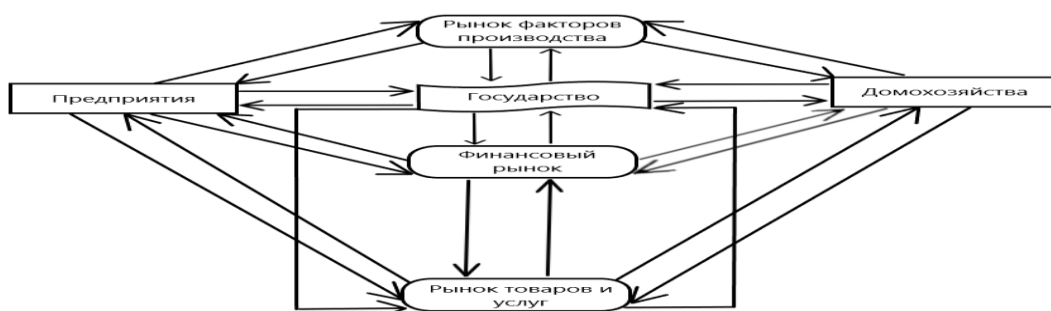 Рынок факторов
производства
Предприятия
Государство
Домохозяйства
Финансовый
рынок
Рынок товаров и
услуг